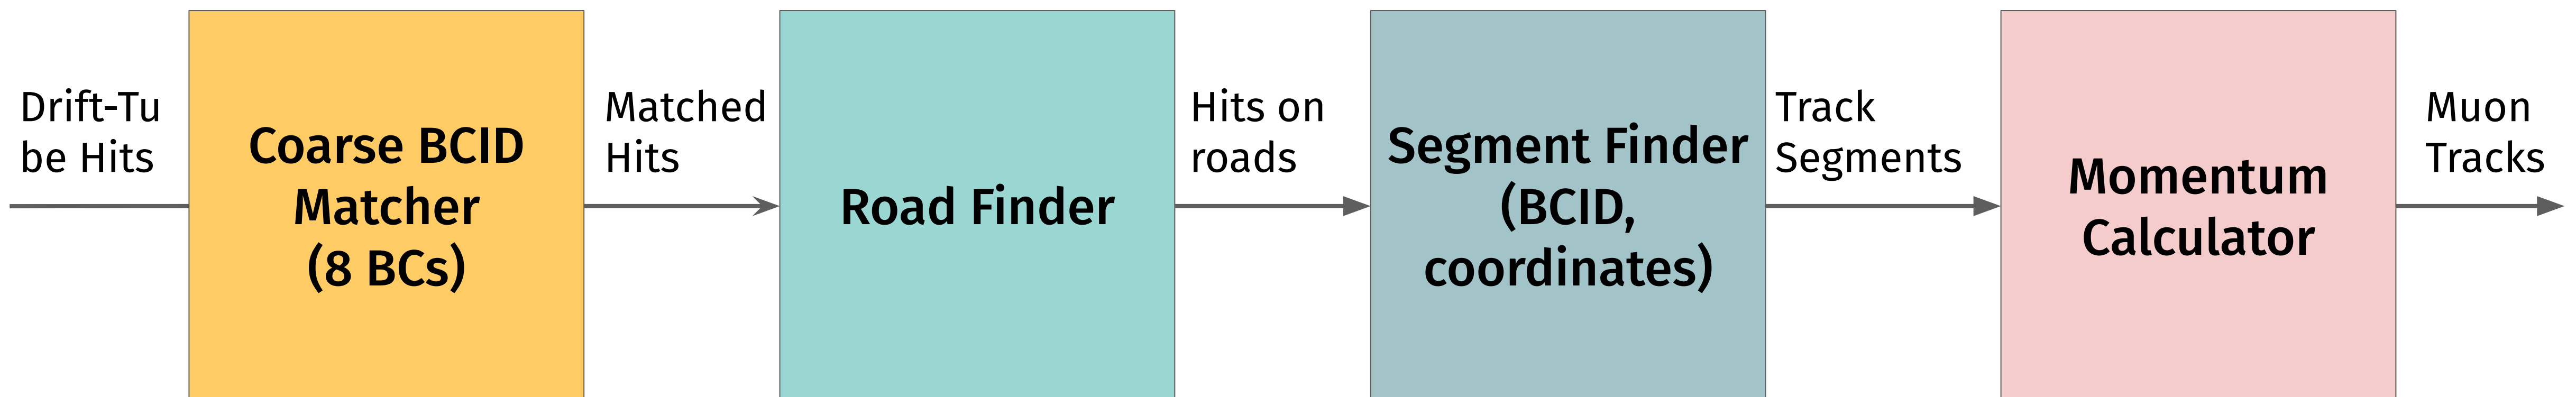 Drift-Tu
be Hits
Coarse BCID
Matcher
(8 BCs)
Matched
Hits
Road Finder
Hits on
roads
Segment Finder
(BCID,
coordinates)
Track
Segments
Momentum
Calculator
Muon
Tracks